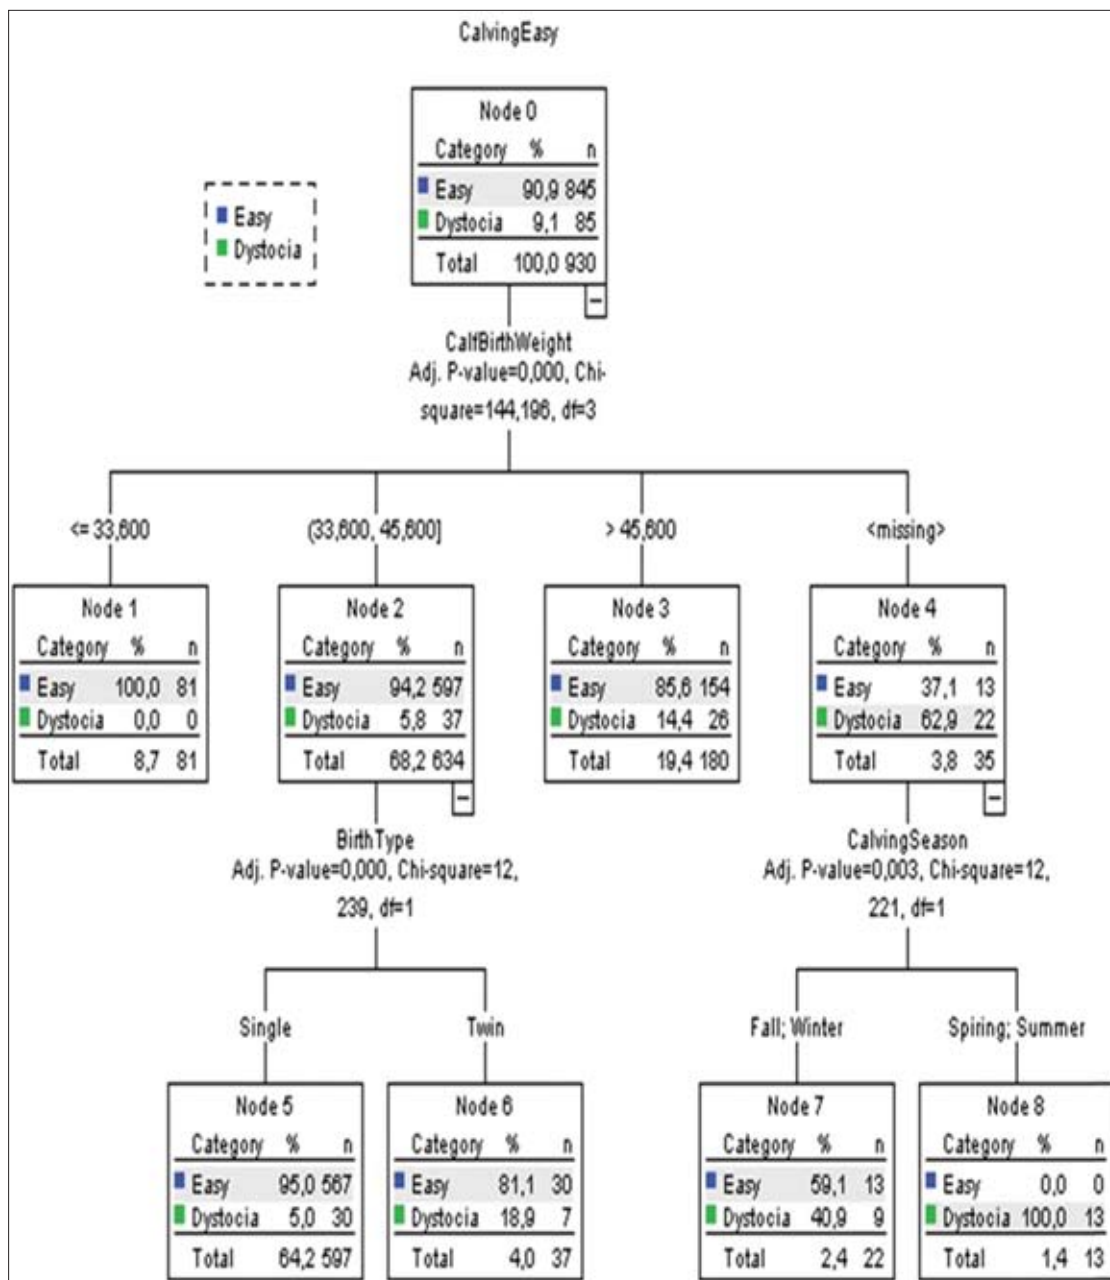 CalvingEasy
Node 0
Category % n
Easy 90,9 845
Dystocia 9,1 85
Total 100,0 930
Easy
Dystocia
CalfBirthWeight
Adj. P-value=0,000, Chi-
square=144,196, df=3
<= 33,600
(33,600, 45,600]
> 45,600
<missing>
Node 1
Category % n
Easy 100,0 81
Dystocia 0,0 0
Total 8,7 81
Node 2
Category % n
Easy 94,2 597
Dystocia 5,8 37
Total 68,2 634
Node 3
Category % n
Easy 85,6 154
Dystocia 14,4 26
Total 19,4 180
Node 4
Category % n
Easy 37,1 13
Dystocia 62,9 22
Total 3,8 35
BirthType
Adj. P-value=0,000, Chi-square=12,
239, df=1
CalvingSeason
Adj. P-value=0,003, Chi-square=12,
221, df=1
Single
Twin
Fall; Winter
Spiring; Summer
Node 5
Category % n
Easy 95,0 567
Dystocia 5,0 30
Total 64,2 597
Node 6
Category % n
Easy 81,1 30
Dystocia 18,9 7
Total 4,0 37
Node 7
Category % n
Easy 59,1 13
Dystocia 40,9 9
Total 2,4 22
Node 8
Category % n
Easy 0,0 0
Dystocia 100,0 13
Total 1,4 13